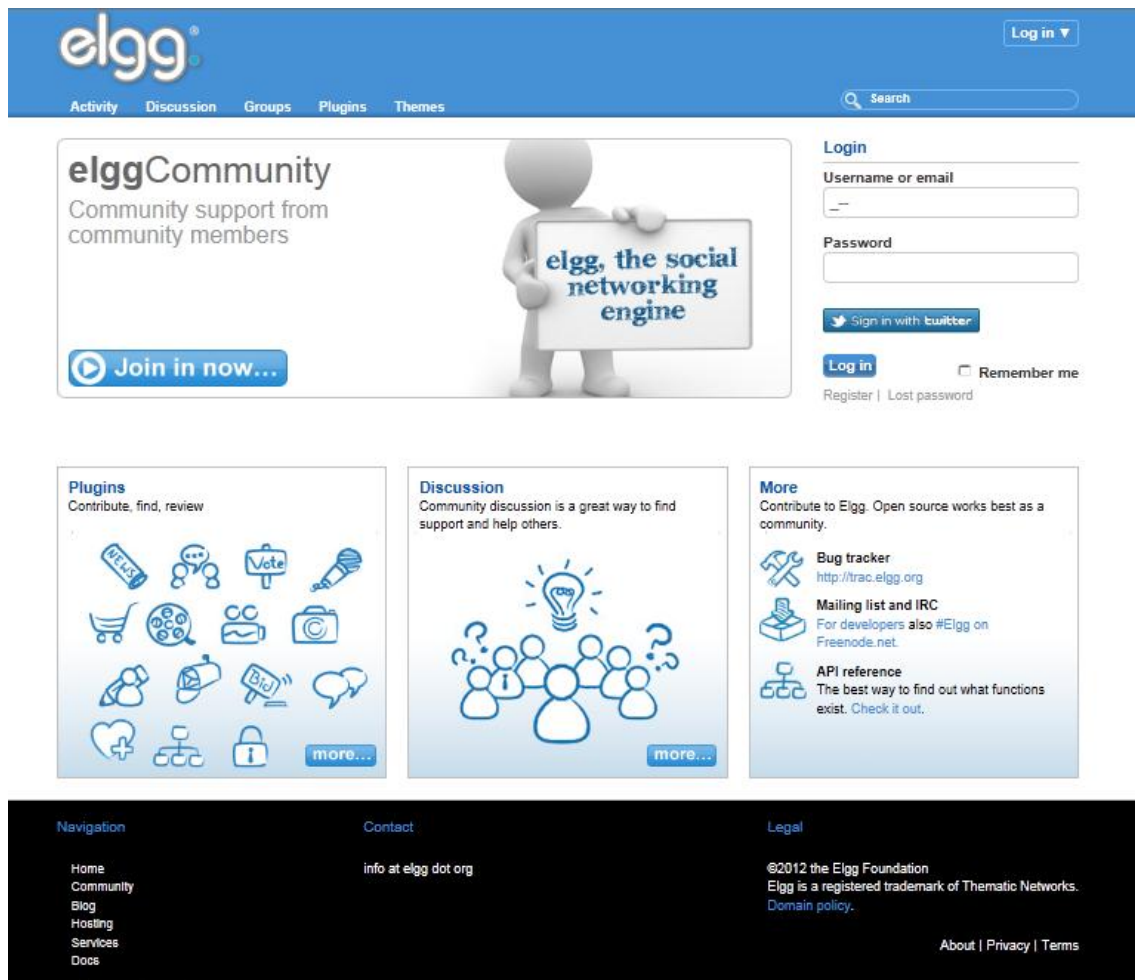 elgg®
Log in ▼
Activity Discussion Groups Plugins Themes
Search
elggCommunity
Community support from
community members
elgg, the social
networking
engine
Join in now...
Login
Username or email
_--
Password
Sign in with twitter
Log in
Remember me
Register | Lost password
Plugins
Contribute, find, review
NEWS
Vote
Bid
more...
Discussion
Community discussion is a great way to find
support and help others.
more...
More
Contribute to Elgg. Open source works best as a
community.
Bug tracker
http://trac.elgg.org
Mailing list and IRC
For developers also #Elgg on
Freenode.net.
API reference
The best way to find out what functions
exist. Check it out.
Navigation
Home
Community
Blog
Hosting
Services
Docs
Contact
info at elgg dot org
Legal
©2012 the Elgg Foundation
Elgg is a registered trademark of Thematic Networks.
Domain policy.
About | Privacy | Terms